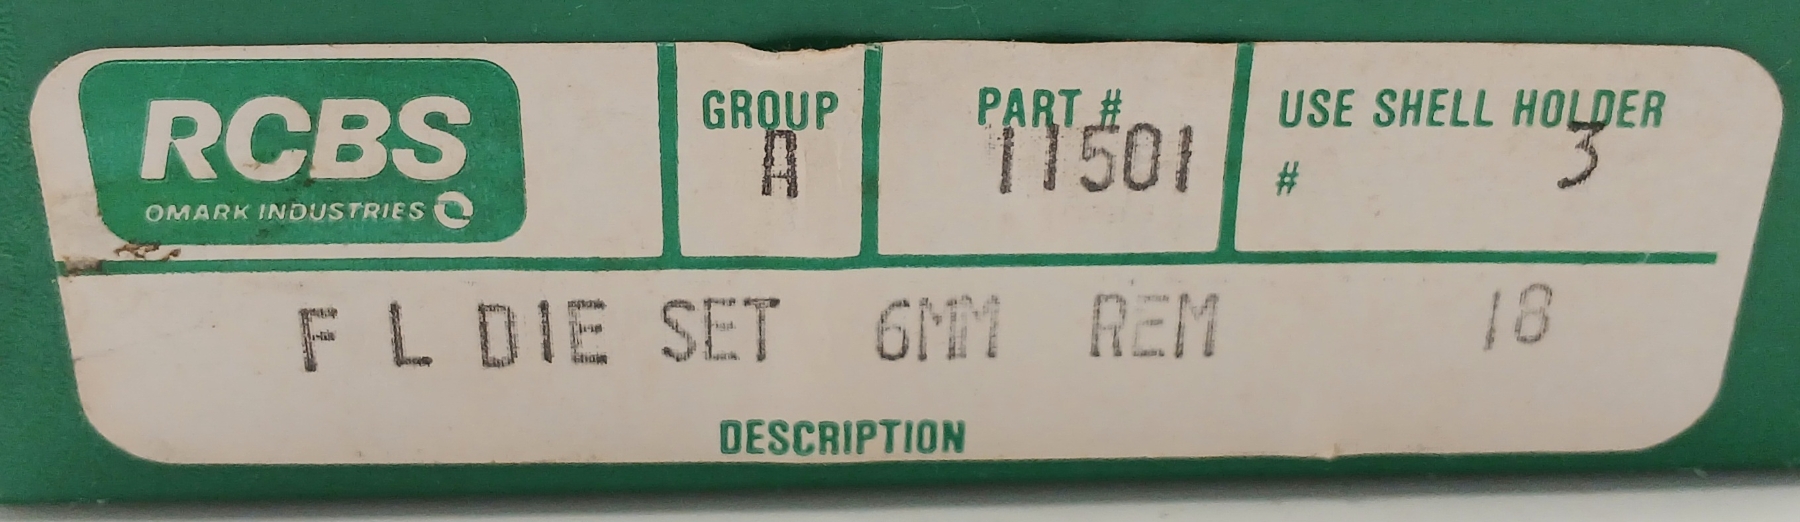 RCBS
OMARK INDUSTRIES
GROUP
A
PART #
11501
USE SHELL HOLDER
# 3
F L DIE SET 6MM REM 18
DESCRIPTION